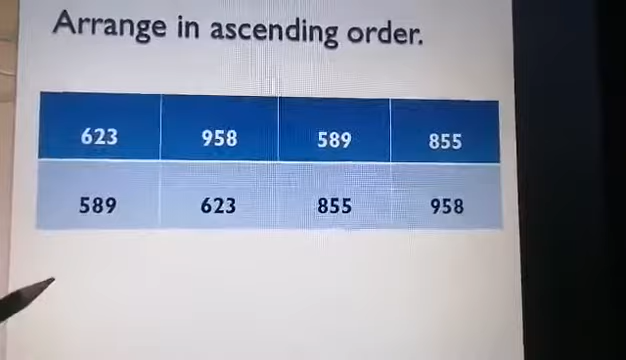 Arrange in ascending order.
623 958 589 855
589 623 855 958